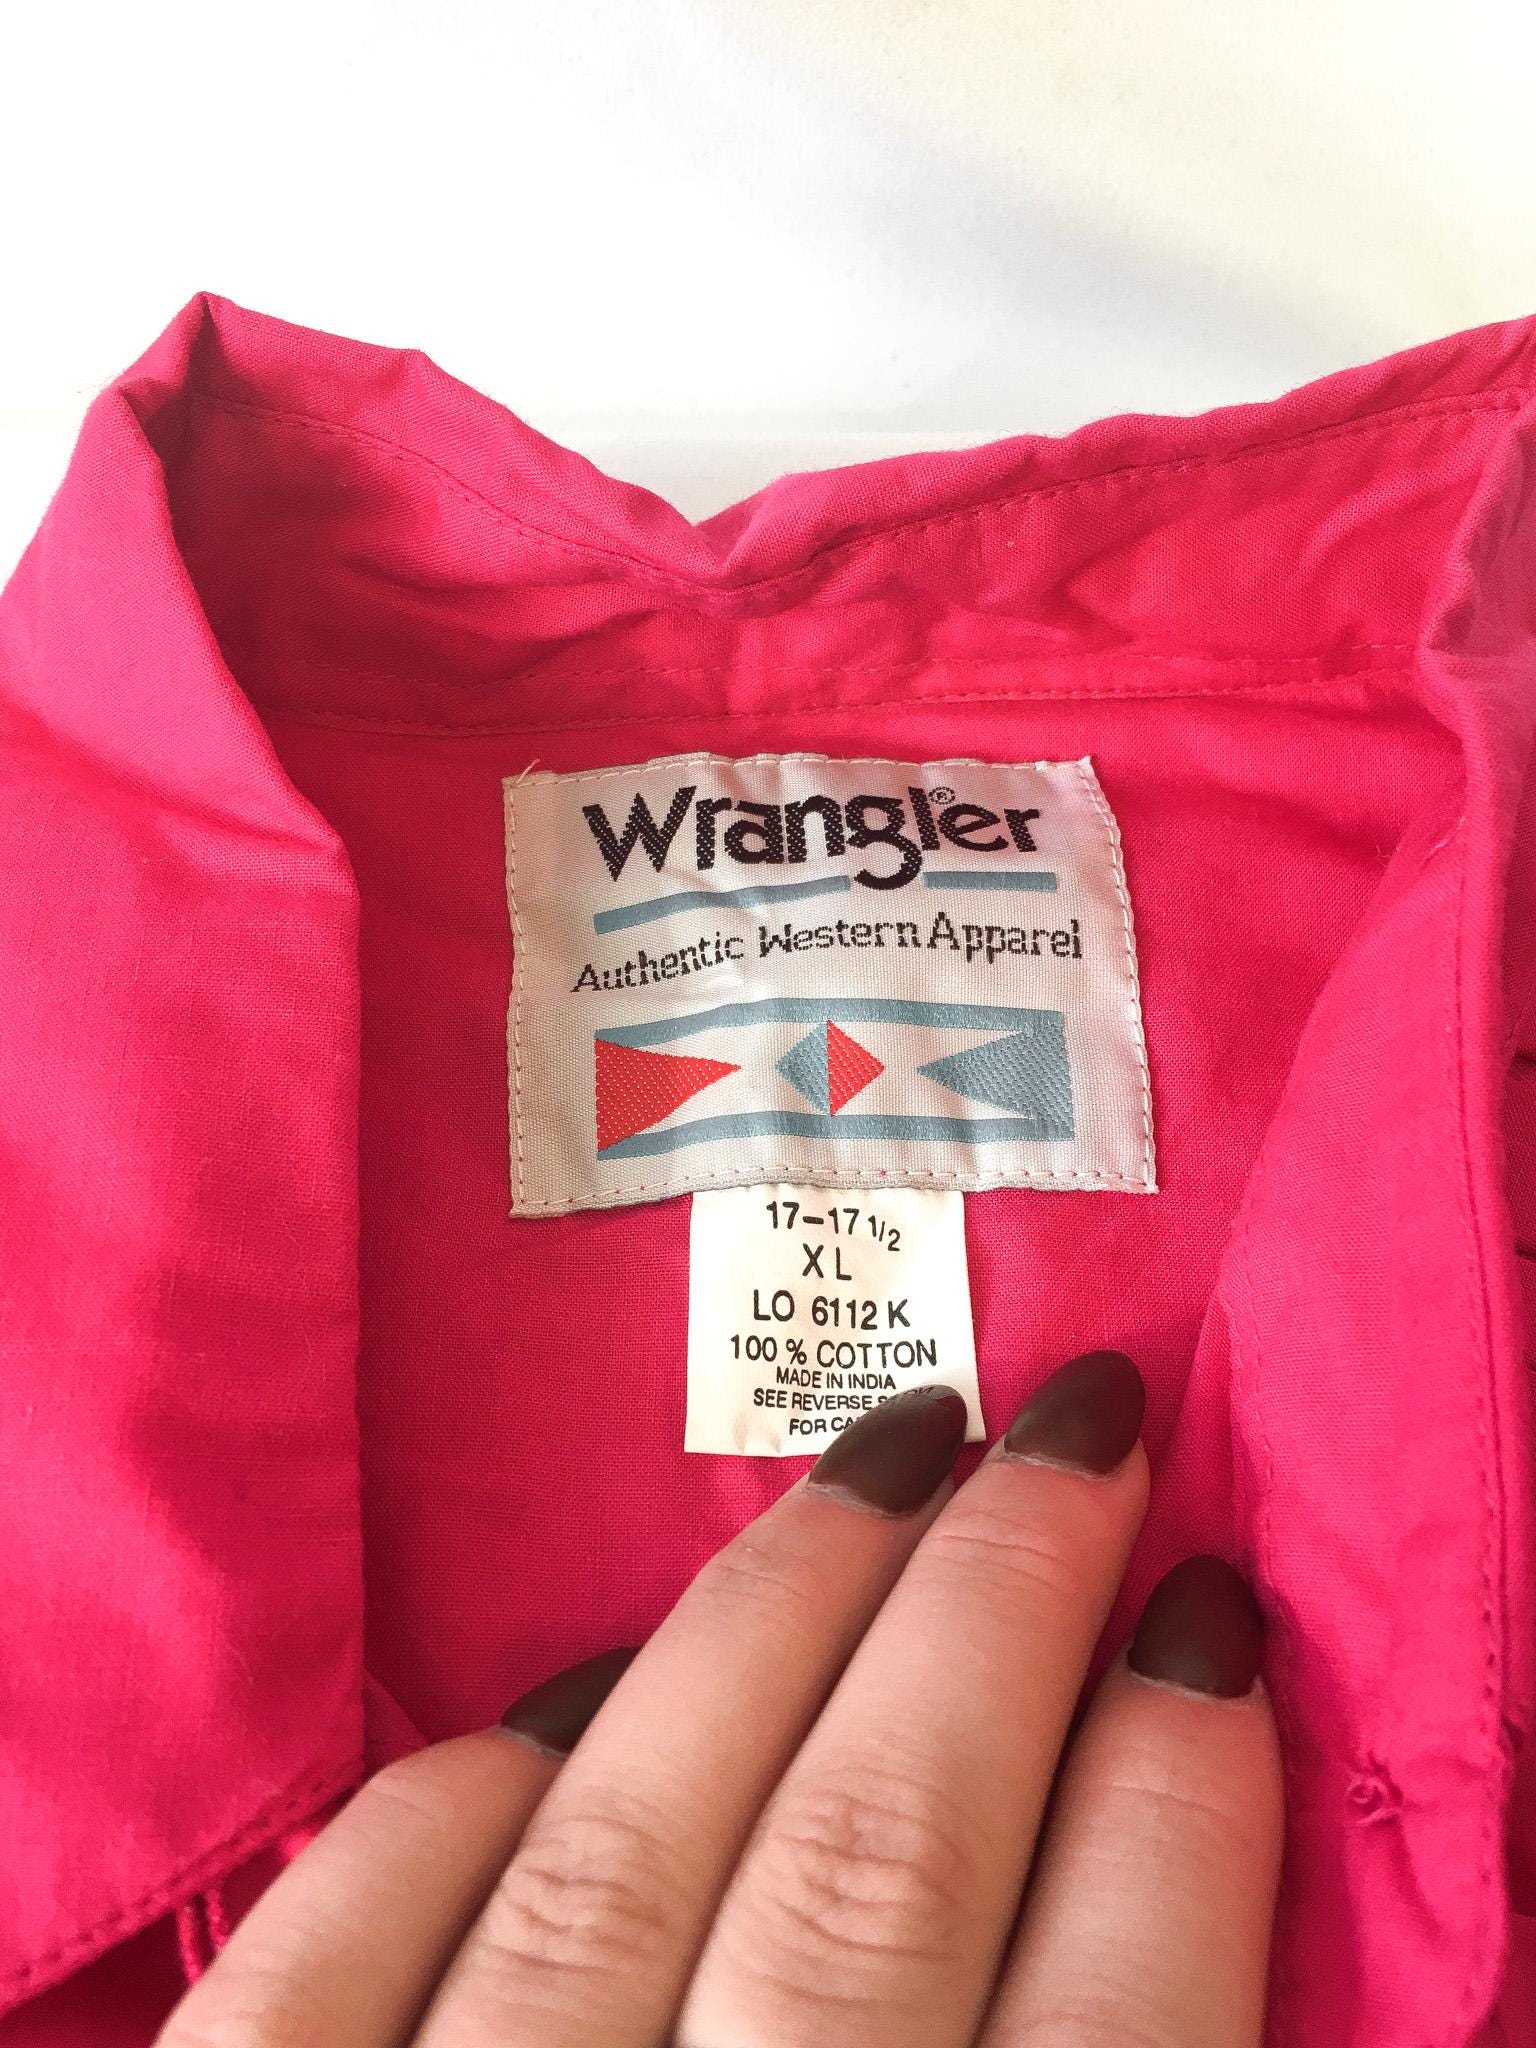 Wrangler®
Authentic Western Apparel
17-17 1/2
XL
LO 6112 K
100 % COTTON
MADE IN INDIA
SEE REVERSE
FOR